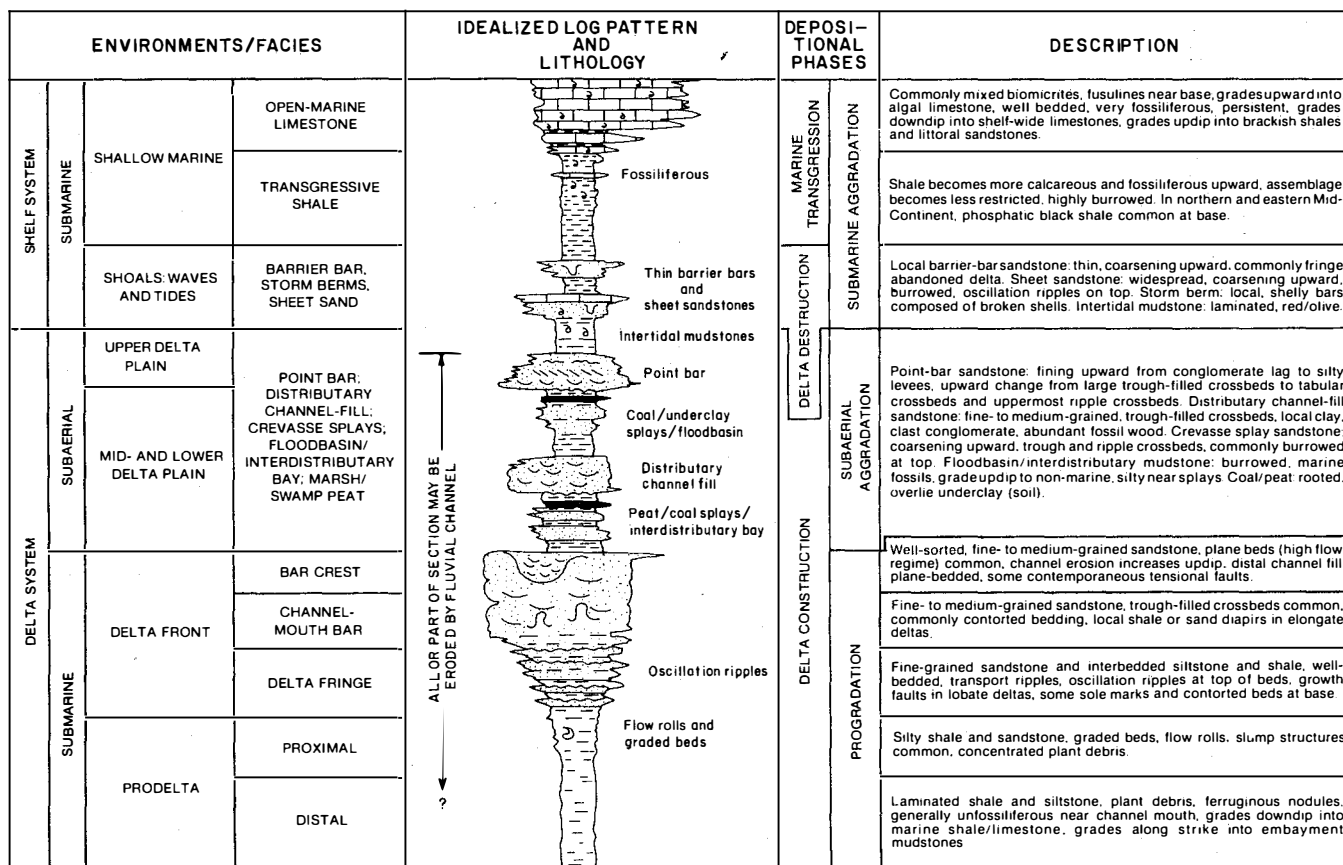 ENVIRONMENTS/FACIES
IDEALIZED LOG PATTERN
AND
LITHOLOGY
DEPOSI-
TIONAL
PHASES
DESCRIPTION
SHELF SYSTEM
SUBMARINE
SHALLOW MARINE
OPEN-MARINE
LIMESTONE
MARINE
TRANSGRESSION
SUBMARINE AGGRADATION
Commonly mixed biomicrites, fusulines near base, grades upward into
algal limestone, well bedded, very fossiliferous, persistent, grades
downdip into shelf-wide limestones, grades updip into brackish shales
and littoral sandstones.
TRANSGRESSIVE
SHALE
Fossiliferous
Shale becomes more calcareous and fossiliferous upward, assemblage
becomes less restricted, highly burrowed. In northern and eastern Mid-
Continent, phosphatic black shale common at base.
SHOALS: WAVES
AND TIDES
BARRIER BAR,
STORM BERMS,
SHEET SAND
Thin barrier bars
and
sheet sandstones
Intertidal mudstones
DELTA DESTRUCTION
Local barrier-bar sandstone: thin, coarsening upward, commonly fringe
abandoned delta. Sheet sandstone: widespread, coarsening upward,
burrowed, oscillation ripples on top. Storm berm: local, shelly bars
composed of broken shells. Intertidal mudstone: laminated, red/olive.
DELTA SYSTEM
SUBAERIAL
UPPER DELTA
PLAIN
MID- AND LOWER
DELTA PLAIN
POINT BAR;
DISTRIBUTARY
CHANNEL-FILL;
CREVASSE SPLAYS;
FLOODBASIN/
INTERDISTRIBUTARY
BAY; MARSH/
SWAMP PEAT
ALL OR PART OF SECTION MAY BE
ERODED BY FLUVIAL CHANNEL
?
Point bar
Coal/underclay
splays/floodbasin
Distributary
channel fill
Peat/coal splays/
interdistributary bay
DELTA CONSTRUCTION
SUBAERIAL
AGGRADATION
Point-bar sandstone: fining upward from conglomerate lag to silty
levees, upward change from large trough-filled crossbeds to tabular
crossbeds and uppermost ripple crossbeds. Distributary channel-fill
sandstone: fine- to medium-grained, trough-filled crossbeds, local clay,
clast conglomerate, abundant fossil wood. Crevasse splay sandstone:
coarsening upward, trough and ripple crossbeds, commonly burrowed
at top. Floodbasin/interdistributary mudstone: burrowed, marine
fossils, grade updip to non-marine, silty near splays. Coal/peat: rooted,
overlie underclay (soil).
SUBMARINE
DELTA FRONT
BAR CREST
PROGRADATION
Well-sorted, fine- to medium-grained sandstone, plane beds (high flow
regime) common, channel erosion increases updip, distal channel fill
plane-bedded, some contemporaneous tensional faults.
CHANNEL-
MOUTH BAR
Fine- to medium-grained sandstone, trough-filled crossbeds common,
commonly contorted bedding, local shale or sand diapirs in elongate
deltas.
DELTA FRINGE
Oscillation ripples
Fine-grained sandstone and interbedded siltstone and shale, well-
bedded, transport ripples, oscillation ripples at top of beds, growth
faults in lobate deltas, some sole marks and contorted beds at base.
PRODELTA
PROXIMAL
Flow rolls and
graded beds
Silty shale and sandstone, graded beds, flow rolls, slump structures
common, concentrated plant debris.
DISTAL
Laminated shale and siltstone, plant debris, ferruginous nodules,
generally unfossiliferous near channel mouth, grades downdip into
marine shale/limestone, grades along strike into embayment
mudstones